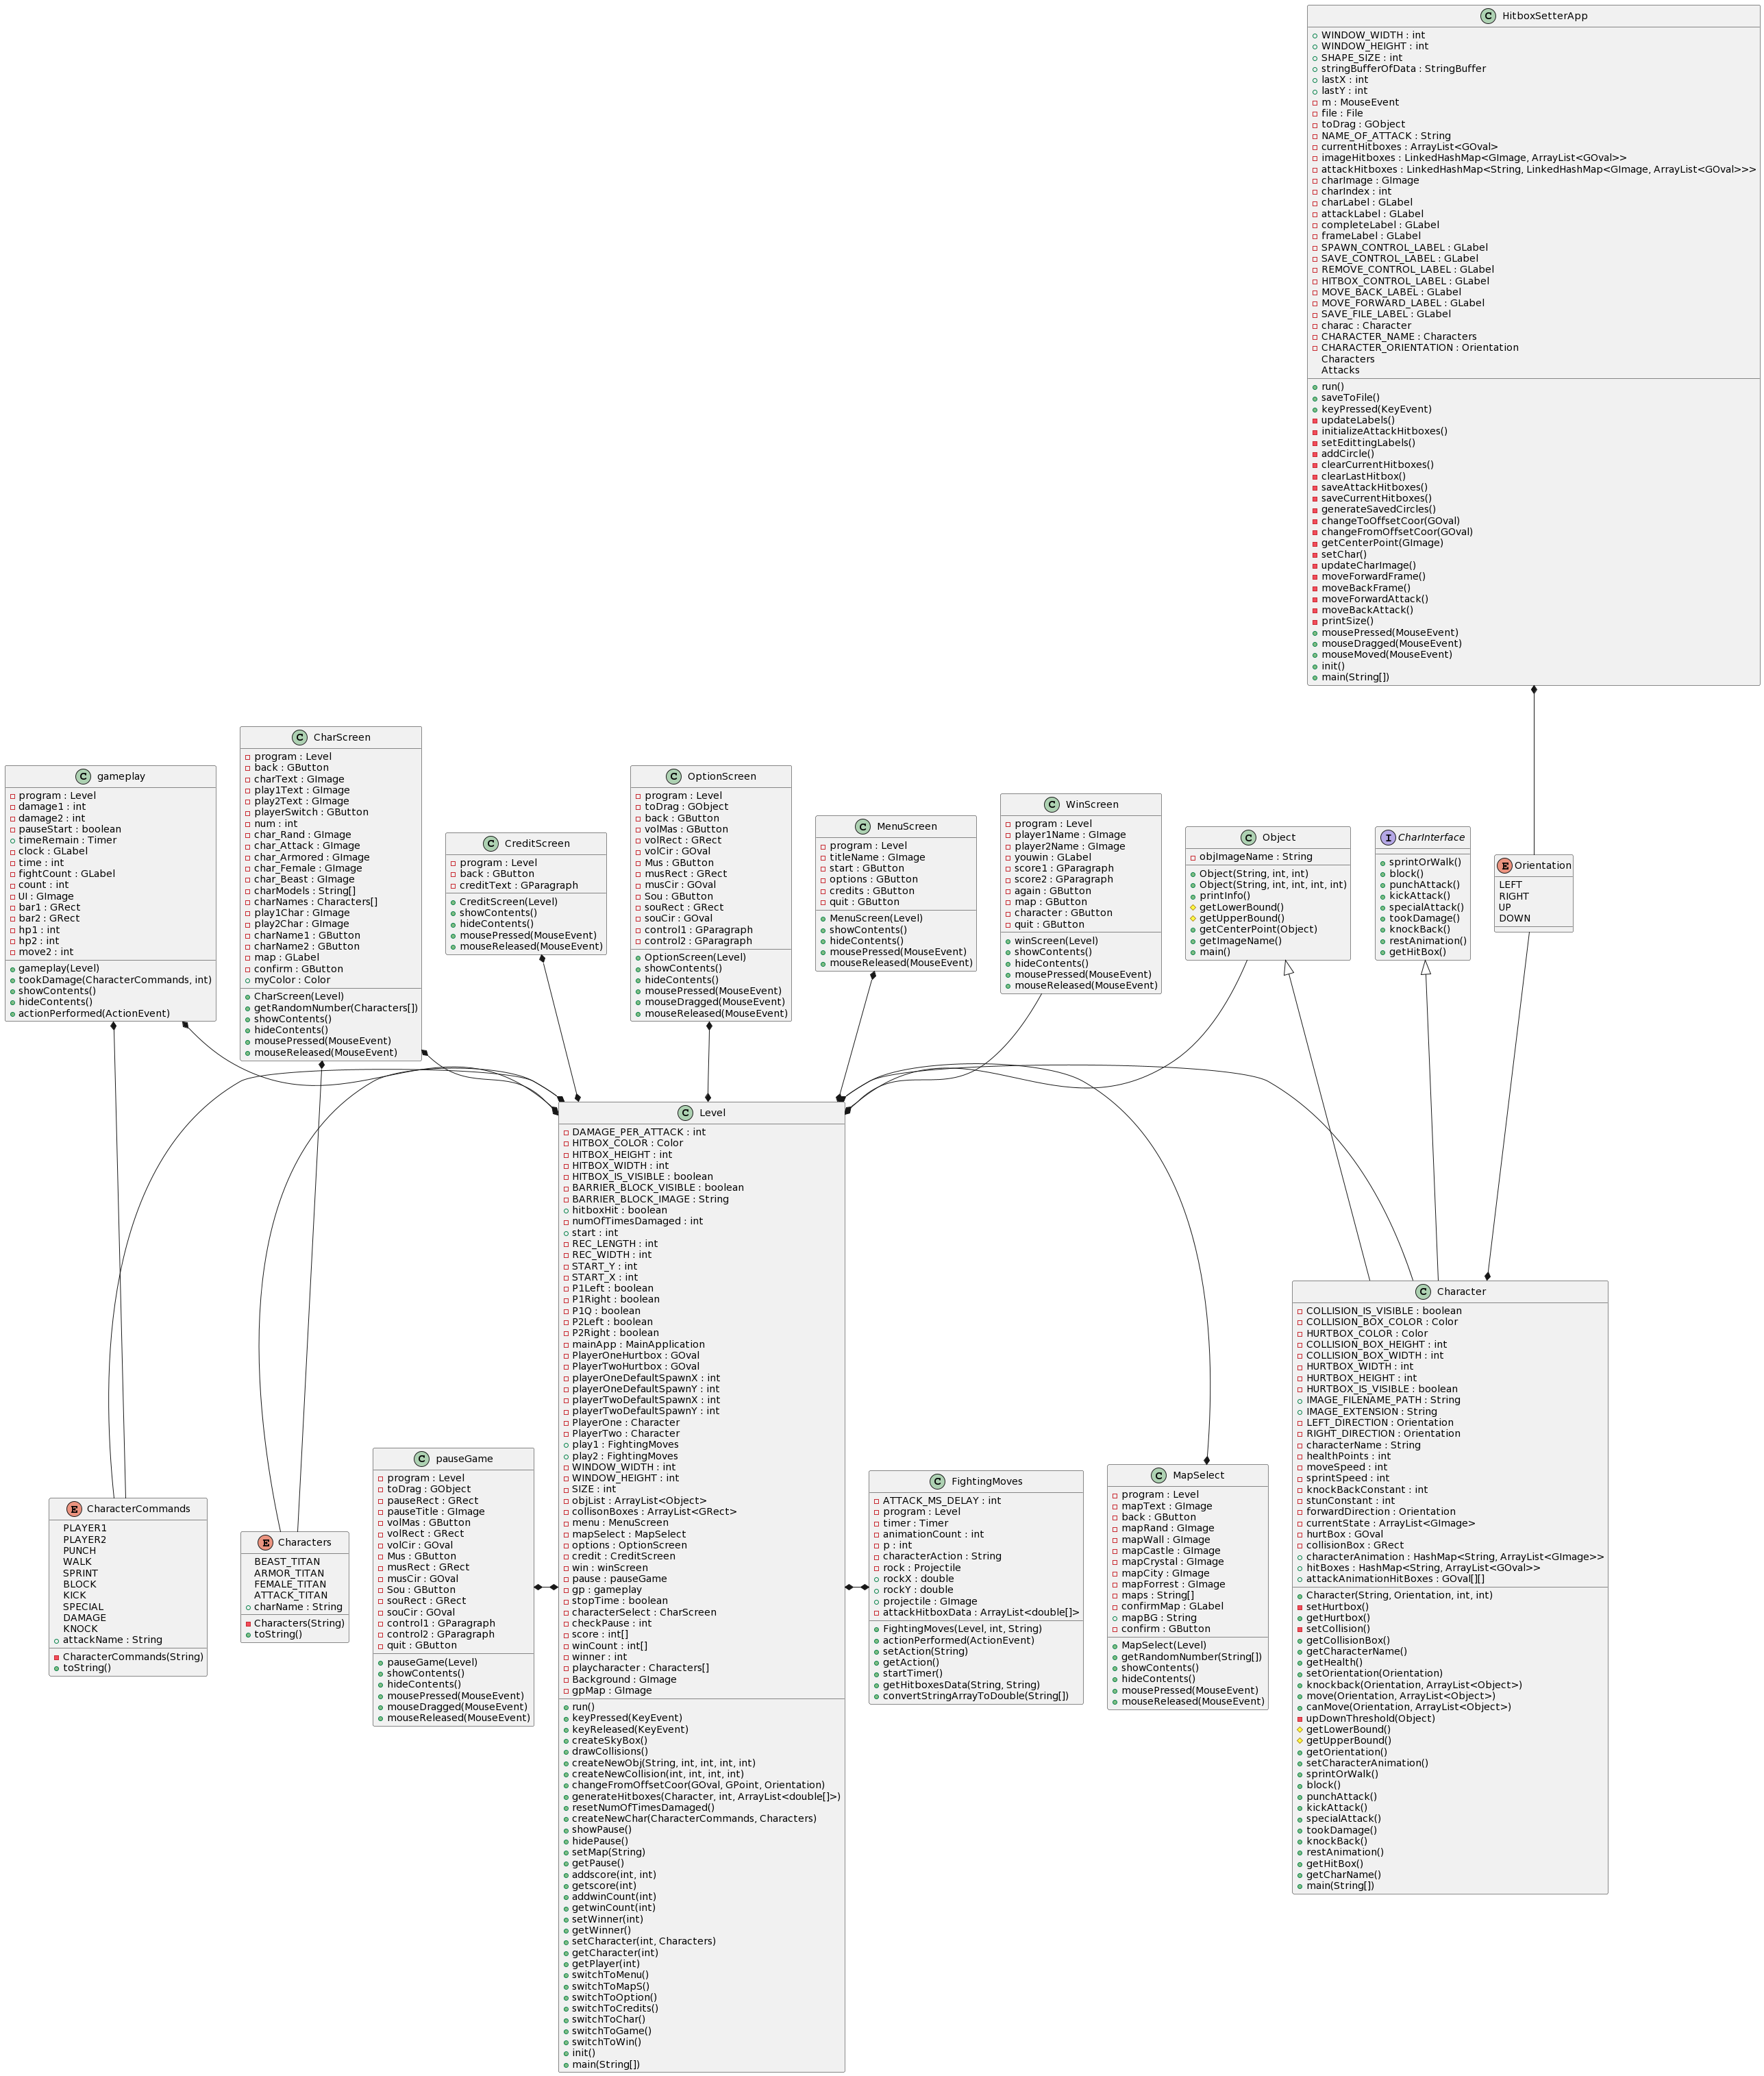 C HitboxSetterApp
WINDOW_WIDTH : int
WINDOW_HEIGHT : int
SHAPE_SIZE : int
stringBufferOfData : StringBuffer
lastX : int
lastY : int
m : MouseEvent
file : File
toDrag : GObject
NAME_OF_ATTACK : String
currentHitboxes : ArrayList<GOval>
imageHitboxes : LinkedHashMap<GImage, ArrayList<GOval>>
attackHitboxes : LinkedHashMap<String, LinkedHashMap<GImage, ArrayList<GOval>>>
charImage : GImage
charIndex : int
charLabel : GLabel
attackLabel : GLabel
completeLabel : GLabel
frameLabel : GLabel
SPAWN_CONTROL_LABEL : GLabel
SAVE_CONTROL_LABEL : GLabel
REMOVE_CONTROL_LABEL : GLabel
HITBOX_CONTROL_LABEL : GLabel
MOVE_BACK_LABEL : GLabel
MOVE_FORWARD_LABEL : GLabel
SAVE_FILE_LABEL : GLabel
charac : Character
CHARACTER_NAME : Characters
CHARACTER_ORIENTATION : Orientation
Characters
Attacks
run()
saveToFile()
keyPressed(KeyEvent)
updateLabels()
initializeAttackHitboxes()
setEdittingLabels()
addCircle()
clearCurrentHitboxes()
clearLastHitbox()
saveAttackHitboxes()
saveCurrentHitboxes()
generateSavedCircles()
changeToOffsetCoor(GOval)
changeFromOffsetCoor(GOval)
getCenterPoint(GImage)
setChar()
updateCharImage()
moveForwardFrame()
moveBackFrame()
moveForwardAttack()
moveBackAttack()
printSize()
mousePressed(MouseEvent)
mouseDragged(MouseEvent)
mouseMoved(MouseEvent)
init()
main(String[])
C gameplay
program : Level
damage1 : int
damage2 : int
pauseStart : boolean
timeRemain : Timer
clock : GLabel
time : int
fightCount : GLabel
count : int
UI : GImage
bar1 : GRect
bar2 : GRect
hp1 : int
hp2 : int
move2 : int
gameplay(Level)
tookDamage(CharacterCommands, int)
showContents()
hideContents()
actionPerformed(ActionEvent)
C CharScreen
program : Level
back : GButton
charText : GImage
play1Text : GImage
play2Text : GImage
playerSwitch : GButton
num : int
char_Rand : GImage
char_Attack : GImage
char_Armored : GImage
char_Female : GImage
char_Beast : GImage
charModels : String[]
charNames : Characters[]
play1Char : GImage
play2Char : GImage
charName1 : GButton
charName2 : GButton
map : GLabel
confirm : GButton
myColor : Color
CharScreen(Level)
getRandomNumber(Characters[])
showContents()
hideContents()
mousePressed(MouseEvent)
mouseReleased(MouseEvent)
C CreditScreen
program : Level
back : GButton
creditText : GParagraph
CreditScreen(Level)
showContents()
hideContents()
mousePressed(MouseEvent)
mouseReleased(MouseEvent)
C OptionScreen
program : Level
toDrag : GObject
back : GButton
volMas : GButton
volRect : GRect
volCir : GOval
Mus : GButton
musRect : GRect
musCir : GOval
Sou : GButton
souRect : GRect
souCir : GOval
control1 : GParagraph
control2 : GParagraph
OptionScreen(Level)
showContents()
hideContents()
mousePressed(MouseEvent)
mouseDragged(MouseEvent)
mouseReleased(MouseEvent)
C MenuScreen
program : Level
titleName : GImage
start : GButton
options : GButton
credits : GButton
quit : GButton
MenuScreen(Level)
showContents()
hideContents()
mousePressed(MouseEvent)
mouseReleased(MouseEvent)
C WinScreen
program : Level
player1Name : GImage
player2Name : GImage
youwin : GLabel
score1 : GParagraph
score2 : GParagraph
again : GButton
map : GButton
character : GButton
quit : GButton
winScreen(Level)
showContents()
hideContents()
mousePressed(MouseEvent)
mouseReleased(MouseEvent)
C Object
objImageName : String
Object(String, int, int)
Object(String, int, int, int, int)
printInfo()
getLowerBound()
getUpperBound()
getCenterPoint(Object)
getImageName()
main()
I CharInterface
sprintOrWalk()
block()
punchAttack()
kickAttack()
specialAttack()
tookDamage()
knockBack()
restAnimation()
getHitBox()
E Orientation
LEFT
RIGHT
UP
DOWN
C Level
DAMAGE_PER_ATTACK : int
HITBOX_COLOR : Color
HITBOX_HEIGHT : int
HITBOX_WIDTH : int
HITBOX_IS_VISIBLE : boolean
BARRIER_BLOCK_VISIBLE : boolean
BARRIER_BLOCK_IMAGE : String
hitboxHit : boolean
numOfTimesDamaged : int
start : int
REC_LENGTH : int
REC_WIDTH : int
START_Y : int
START_X : int
P1Left : boolean
P1Right : boolean
P1Q : boolean
P2Left : boolean
P2Right : boolean
mainApp : MainApplication
PlayerOneHurtbox : GOval
PlayerTwoHurtbox : GOval
playerOneDefaultSpawnX : int
playerOneDefaultSpawnY : int
playerTwoDefaultSpawnX : int
playerTwoDefaultSpawnY : int
PlayerOne : Character
PlayerTwo : Character
play1 : FightingMoves
play2 : FightingMoves
WINDOW_WIDTH : int
WINDOW_HEIGHT : int
SIZE : int
objList : ArrayList<Object>
collisonBoxes : ArrayList<GRect>
menu : MenuScreen
mapSelect : MapSelect
options : OptionScreen
credit : CreditScreen
win : winScreen
pause : pauseGame
gp : gameplay
stopTime : boolean
characterSelect : CharScreen
checkPause : int
score : int[]
winCount : int[]
winner : int
playcharacter : Characters[]
Background : GImage
gpMap : GImage
run()
keyPressed(KeyEvent)
keyReleased(KeyEvent)
createSkyBox()
drawCollisions()
createNewObj(String, int, int, int, int)
createNewCollision(int, int, int, int)
changeFromOffsetCoor(GOval, GPoint, Orientation)
generateHitboxes(Character, int, ArrayList<double[]>)
resetNumOfTimesDamaged()
createNewChar(CharacterCommands, Characters)
showPause()
hidePause()
setMap(String)
getPause()
addscore(int, int)
getscore(int)
addwinCount(int)
getwinCount(int)
setWinner(int)
getWinner()
setCharacter(int, Characters)
getCharacter(int)
getPlayer(int)
switchToMenu()
switchToMapS()
switchToOption()
switchToCredits()
switchToChar()
switchToGame()
switchToWin()
init()
main(String[])
C Character
COLLISION_IS_VISIBLE : boolean
COLLISION_BOX_COLOR : Color
HURTBOX_COLOR : Color
COLLISION_BOX_HEIGHT : int
COLLISION_BOX_WIDTH : int
HURTBOX_WIDTH : int
HURTBOX_HEIGHT : int
HURTBOX_IS_VISIBLE : boolean
IMAGE_FILENAME_PATH : String
IMAGE_EXTENSION : String
LEFT_DIRECTION : Orientation
RIGHT_DIRECTION : Orientation
characterName : String
healthPoints : int
moveSpeed : int
sprintSpeed : int
knockBackConstant : int
stunConstant : int
forwardDirection : Orientation
currentState : ArrayList<GImage>
hurtBox : GOval
collisionBox : GRect
characterAnimation : HashMap<String, ArrayList<GImage>>
hitBoxes : HashMap<String, ArrayList<GOval>>
attackAnimationHitBoxes : GOval[][]
Character(String, Orientation, int, int)
setHurtbox()
getHurtbox()
setCollision()
getCollisionBox()
getCharacterName()
getHealth()
setOrientation(Orientation)
knockback(Orientation, ArrayList<Object>)
move(Orientation, ArrayList<Object>)
canMove(Orientation, ArrayList<Object>)
upDownThreshold(Object)
getLowerBound()
getUpperBound()
getOrientation()
setCharacterAnimation()
sprintOrWalk()
block()
punchAttack()
kickAttack()
specialAttack()
tookDamage()
knockBack()
restAnimation()
getHitBox()
getCharName()
main(String[])
E CharacterCommands
PLAYER1
PLAYER2
PUNCH
WALK
SPRINT
BLOCK
KICK
SPECIAL
DAMAGE
KNOCK
attackName : String
CharacterCommands(String)
toString()
E Characters
BEAST_TITAN
ARMOR_TITAN
FEMALE_TITAN
ATTACK_TITAN
charName : String
Characters(String)
toString()
C pauseGame
program : Level
toDrag : GObject
pauseRect : GRect
pauseTitle : GImage
volMas : GButton
volRect : GRect
volCir : GOval
Mus : GButton
musRect : GRect
musCir : GOval
Sou : GButton
souRect : GRect
souCir : GOval
control1 : GParagraph
control2 : GParagraph
quit : GButton
pauseGame(Level)
showContents()
hideContents()
mousePressed(MouseEvent)
mouseDragged(MouseEvent)
mouseReleased(MouseEvent)
C FightingMoves
ATTACK_MS_DELAY : int
program : Level
timer : Timer
animationCount : int
p : int
characterAction : String
rock : Projectile
rockX : double
rockY : double
projectile : GImage
attackHitboxData : ArrayList<double[]>
FightingMoves(Level, int, String)
actionPerformed(ActionEvent)
setAction(String)
getAction()
startTimer()
getHitboxesData(String, String)
convertStringArrayToDouble(String[])
C MapSelect
program : Level
mapText : GImage
back : GButton
mapRand : GImage
mapWall : GImage
mapCastle : GImage
mapCrystal : GImage
mapCity : GImage
mapForrest : GImage
maps : String[]
confirmMap : GLabel
mapBG : String
confirm : GButton
MapSelect(Level)
getRandomNumber(String[])
showContents()
hideContents()
mousePressed(MouseEvent)
mouseReleased(MouseEvent)